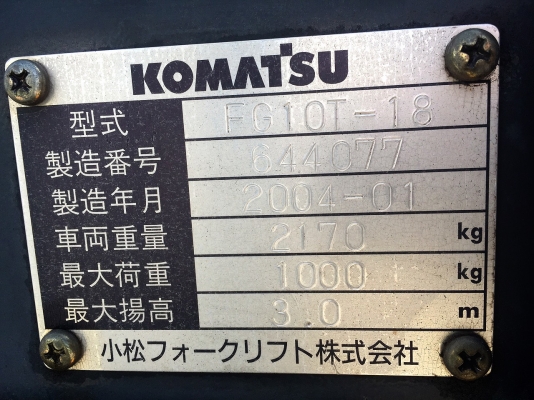 KOMATSU
型式 FG10T-18
製造番号 644077
製造年月 2004-01
車両重量 2170 kg
最大荷重 1000 kg
最大揚高 3.0 m
小松フォークリフト株式会社